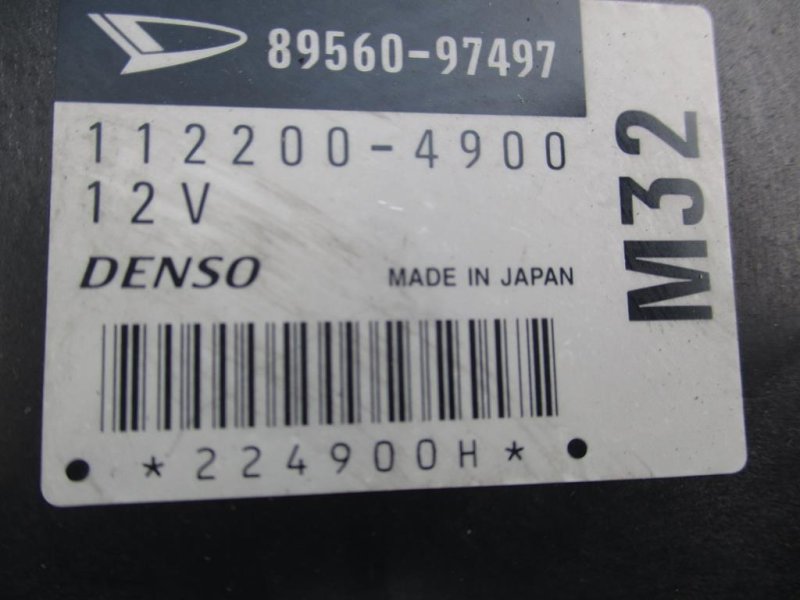 89560-97497
112200-4900
12V
DENSO MADE IN JAPAN
*224900H*
M32